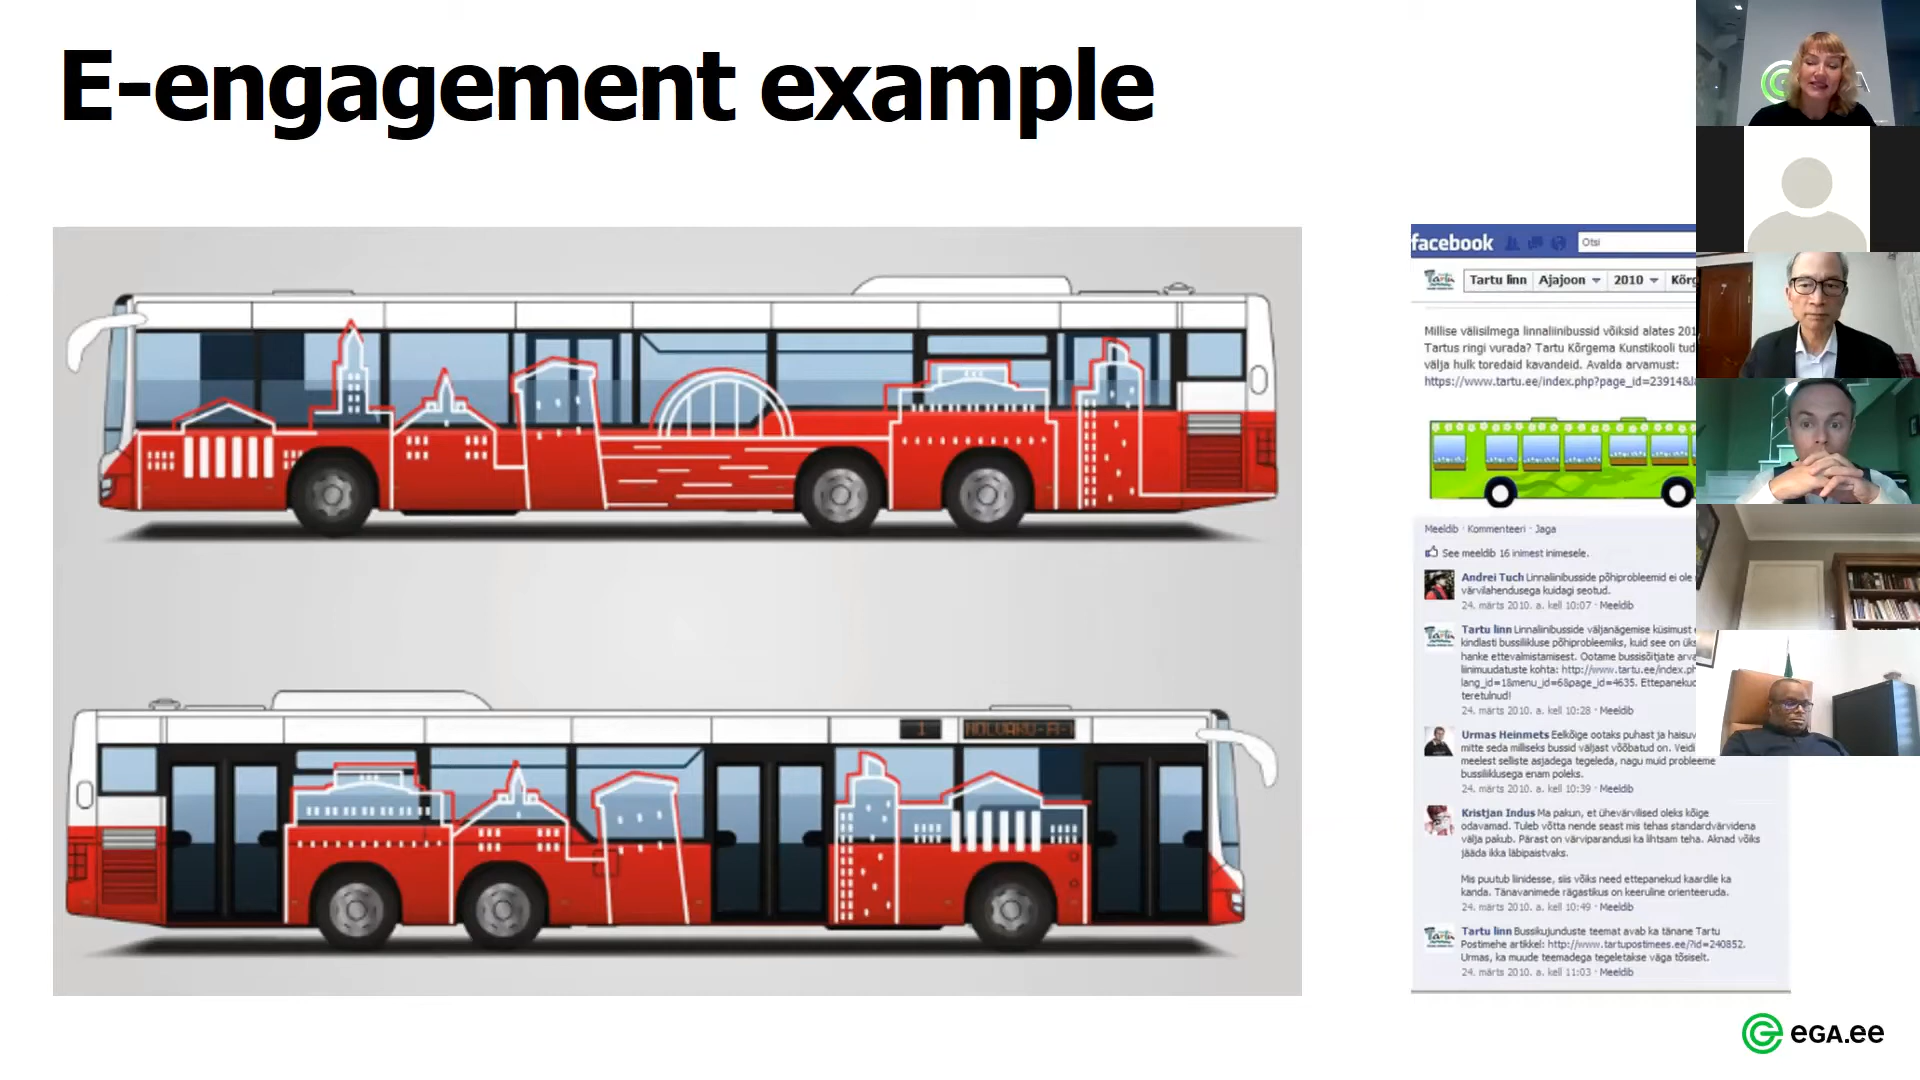 E-engagement example
facebook
Otsi
Tartu linn Ajajoon 2010
Millise välisilmega linnaliinibussid võiksid alates
Tartus ringi vurada? Tartu Kõrgema Kunstikooli
välja hulk toredaid kavandeid. Avalda arvamust:
https://www.tartu.ee/index.php?page_id=23914
Meeldib · Kommenteeri · Jaga
See meeldib 16 inimest inimesele.
Andrei Tuch Linnaliinibusside põhiprobleemid ei ole
värvilahendusega kuidagi seotud.
24. märts 2010. a. kell 10:07 · Meeldib
Tartu linn Linnaliinibusside väljanägemise küsimust
kindlasti bussiliikluse põhiprobleemiks, kuid see on
hanke ettevalmistamisest. Ootame bussisõitjate
liinimuudatuste kohta: http://www.tartu.ee/index.
lang_id=1&menu_id=6&page_id=4635.
teretulnud!
24. märts 2010. a. kell 10:28 · Meeldib
Urmas Heinmets Eelkõige ootaks puhast ja
mitte seda milliseks bussid väljast võõbatud on. Veidi
meelest selliste asjadega tegeleda, nagu muid probleeme
bussiliiklusega enam poleks.
24. märts 2010. a. kell 10:39 · Meeldib
Kristjan Indus Ma pakun, et ühevärvilised oleks kõige
odavamad. Tuleb võtta nende seast mis tehas standardvärvidena
välja pakub. Pärast on värviparandusi ka lihtsam teha. Aknad võiks
jääda ikka läbipaistvaks.
Mis puutub liinidesse, siis võiks need ettepanekud kaardile ka
kanda. Tänavanimede rägastikus on keeruline orienteeruda.
24. märts 2010. a. kell 10:49 · Meeldib
Tartu linn Bussikujunduste teemat avab ka tänane Tartu
Postimehe artikkel: http://www.tartupostimees.ee/?id=240852.
Urmas, ka muude teemadega tegeletakse väga tõsiselt.
24. märts 2010. a. kell 11:03 · Meeldib
1
eGA.ee